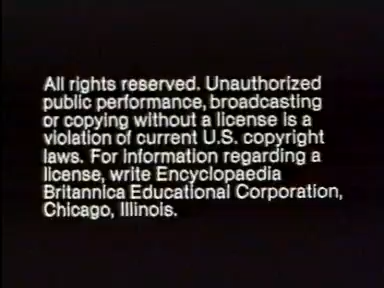 All rights reserved. Unauthorized
public performance, broadcasting
or copying without a license is a
violation of current U.S. copyright
laws. For information regarding a
license, write Encyclopaedia
Britannica Educational Corporation,
Chicago, Illinois.